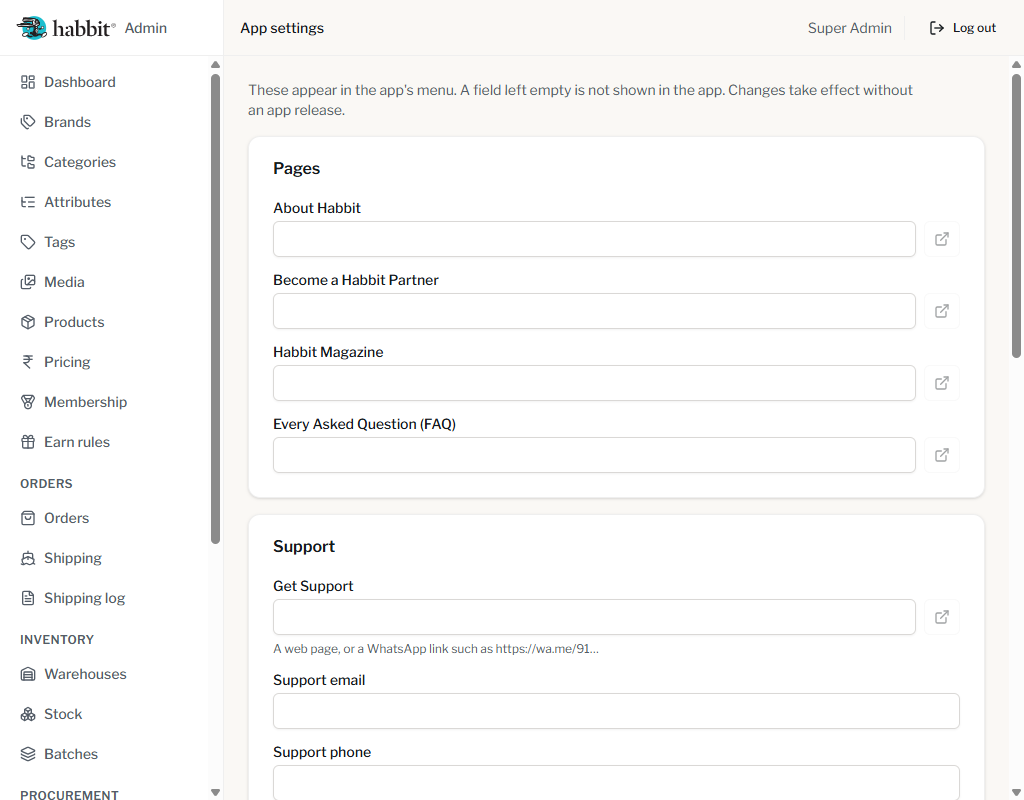 habbit® Admin
App settings
Super Admin
Log out
Dashboard
Brands
Categories
Attributes
Tags
Media
Products
Pricing
Membership
Earn rules
ORDERS
Orders
Shipping
Shipping log
INVENTORY
Warehouses
Stock
Batches
PROCUREMENT
These appear in the app's menu. A field left empty is not shown in the app. Changes take effect without
an app release.
Pages
About Habbit
Become a Habbit Partner
Habbit Magazine
Every Asked Question (FAQ)
Support
Get Support
A web page, or a WhatsApp link such as https://wa.me/91…
Support email
Support phone